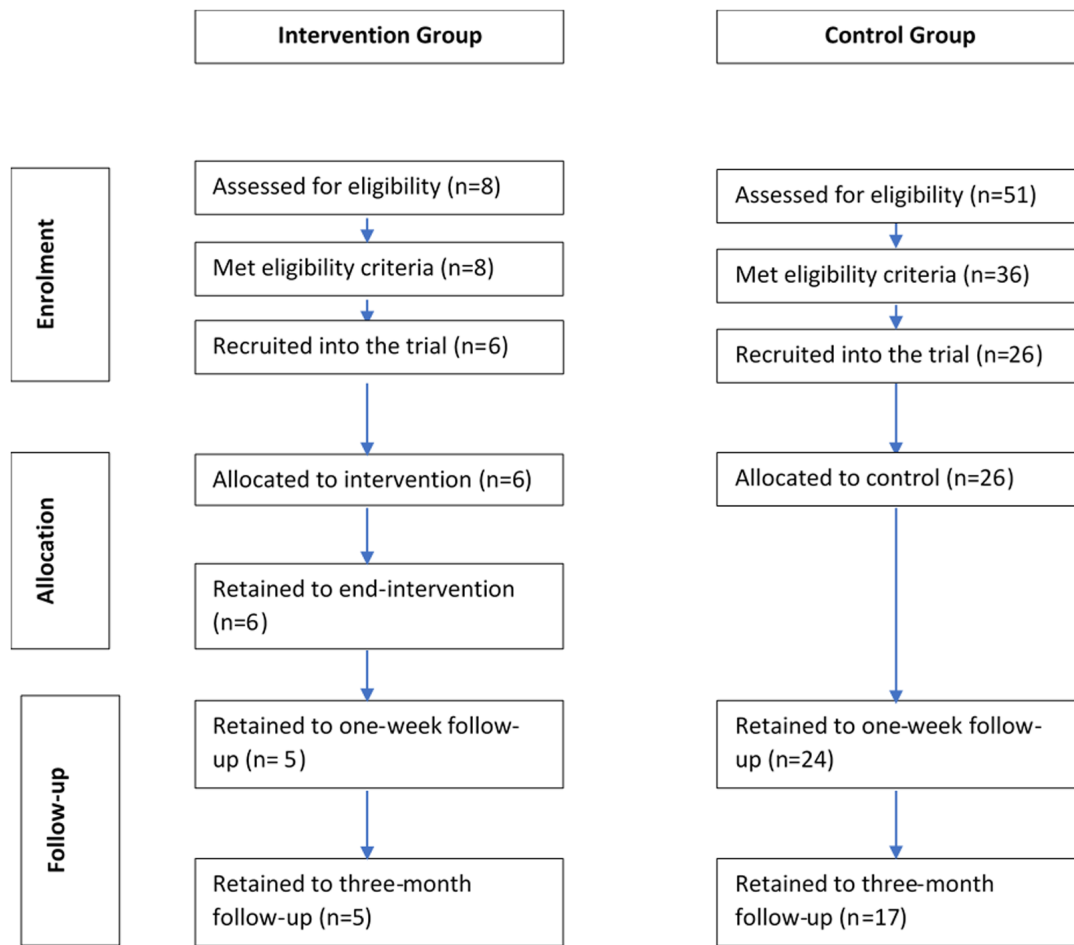 Intervention Group
Control Group
Enrolment
Assessed for eligibility (n=8)
Met eligibility criteria (n=8)
Recruited into the trial (n=6)
Assessed for eligibility (n=51)
Met eligibility criteria (n=36)
Recruited into the trial (n=26)
Allocation
Allocated to intervention (n=6)
Retained to end-intervention
(n=6)
Allocated to control (n=26)
Follow-up
Retained to one-week follow-
up (n= 5)
Retained to three-month
follow-up (n=5)
Retained to one-week follow-
up (n=24)
Retained to three-month
follow-up (n=17)